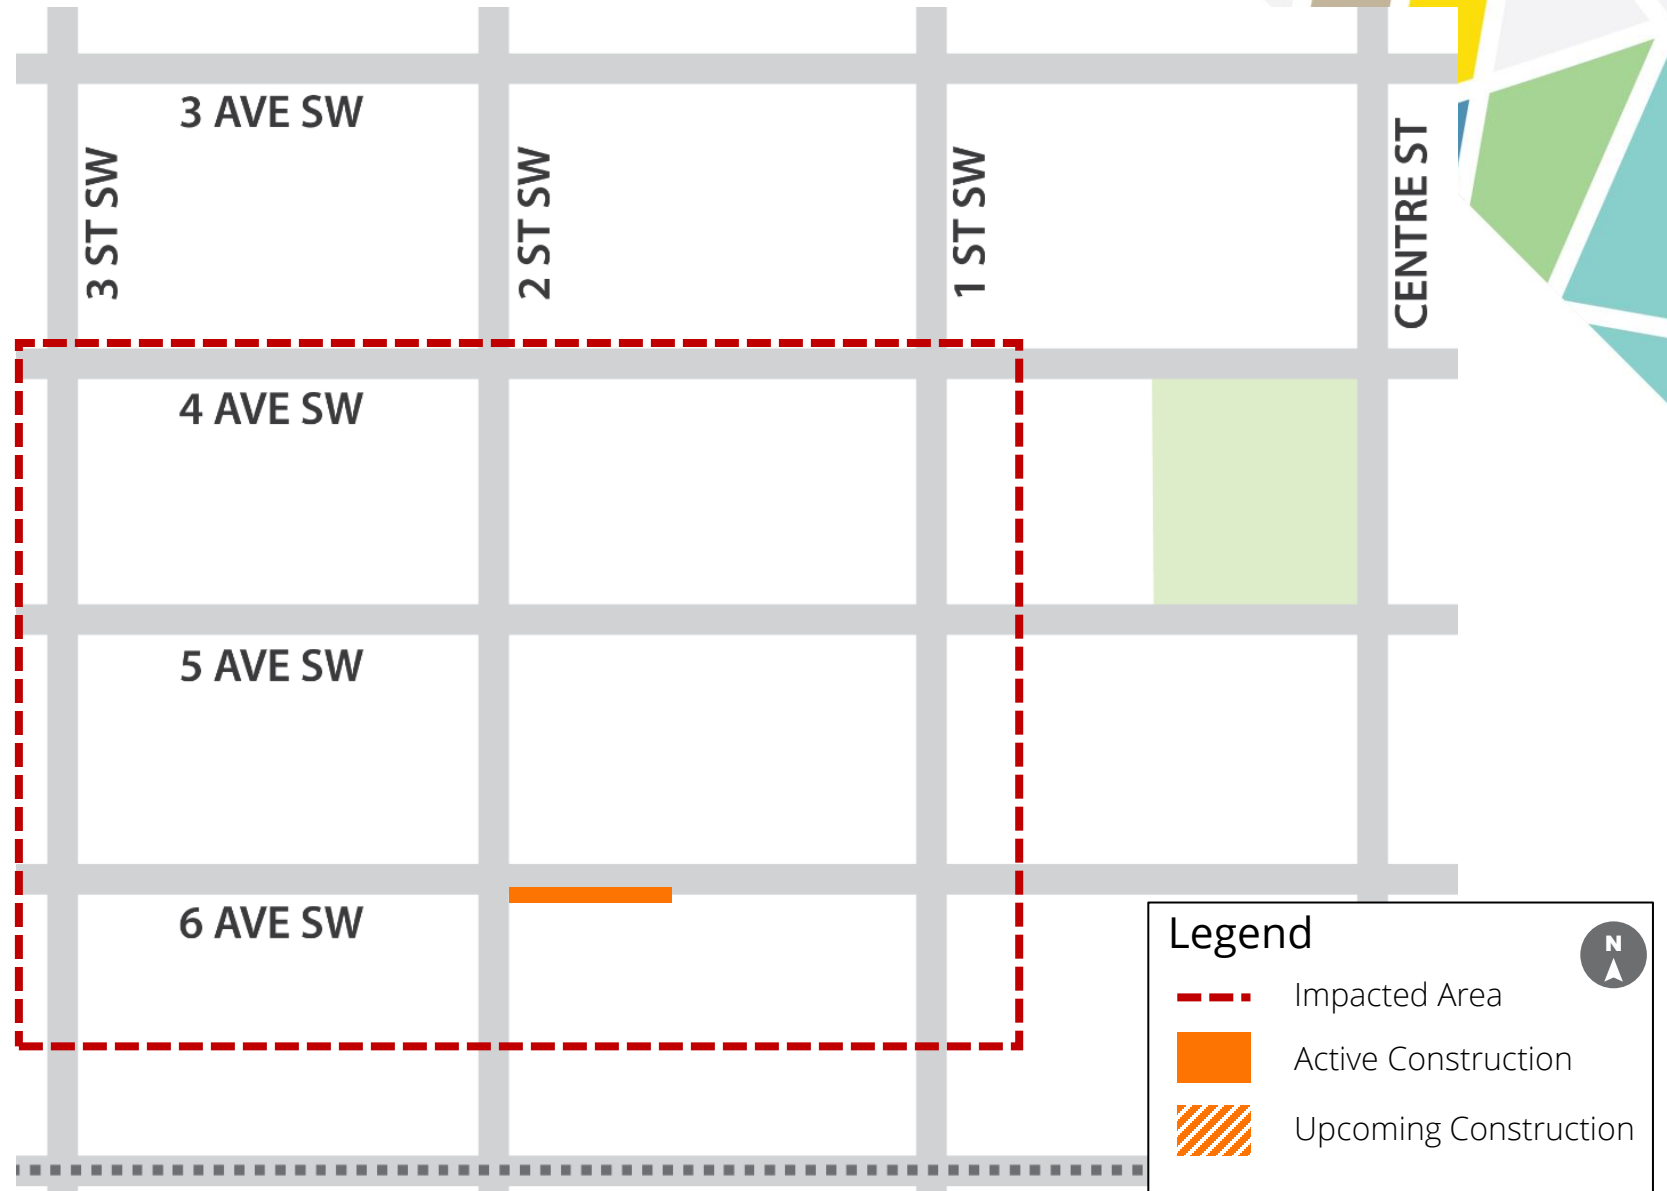 3 AVE SW
3 ST SW
2 ST SW
1 ST SW
CENTRE ST
4 AVE SW
5 AVE SW
6 AVE SW
Legend
N
Impacted Area
Active Construction
Upcoming Construction